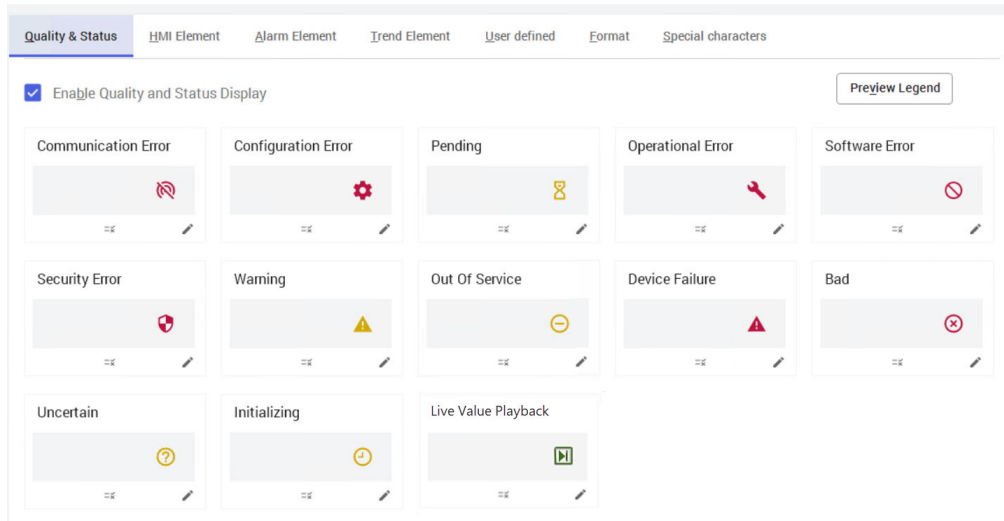 Quality & Status HMI Element Alarm Element Trend Element User defined Format Special characters
Enable Quality and Status Display Preview Legend
Communication Error Configuration Error Pending Operational Error Software Error
Security Error Warning Out Of Service Device Failure Bad
Uncertain Initializing Live Value Playback